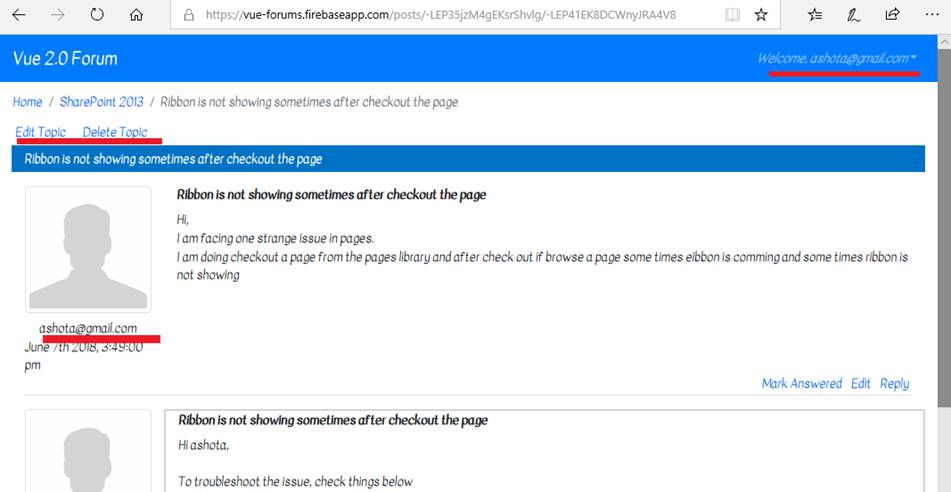 https://vue-forums.firebaseapp.com/posts/-LEP35jzM4gEKsrShvlg/-LEP41EK8DCWnyJRA4V8
Vue 2.0 Forum
Welcome, ashota@gmail.com
Home / SharePoint 2013 / Ribbon is not showing sometimes after checkout the page
Edit Topic Delete Topic
Ribbon is not showing sometimes after checkout the page
Ribbon is not showing sometimes after checkout the page
Hi,
I am facing one strange issue in pages.
I am doing checkout a page from the pages library and after check out if browse a page some times eibbon is comming and some times ribbon is
not showing
ashota@gmail.com
June 7th 2018, 3:49:00
pm
Mark Answered Edit Reply
Ribbon is not showing sometimes after checkout the page
Hi ashota,
To troubleshoot the issue, check things below